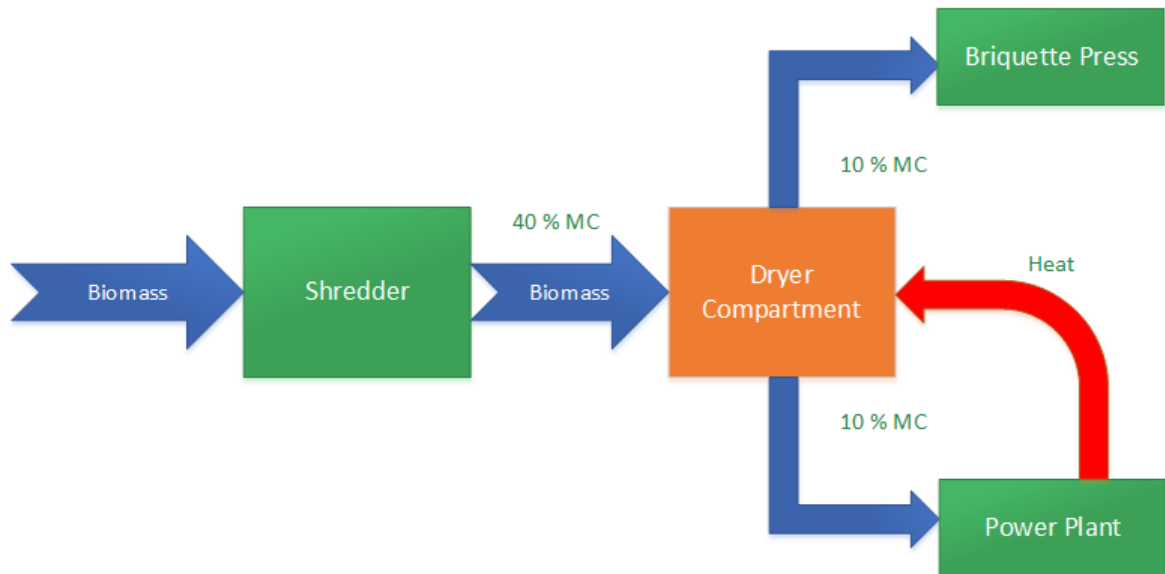 Briquette Press
10 % MC
40 % MC
Biomass
Shredder
Biomass
Dryer
Compartment
Heat
10 % MC
Power Plant